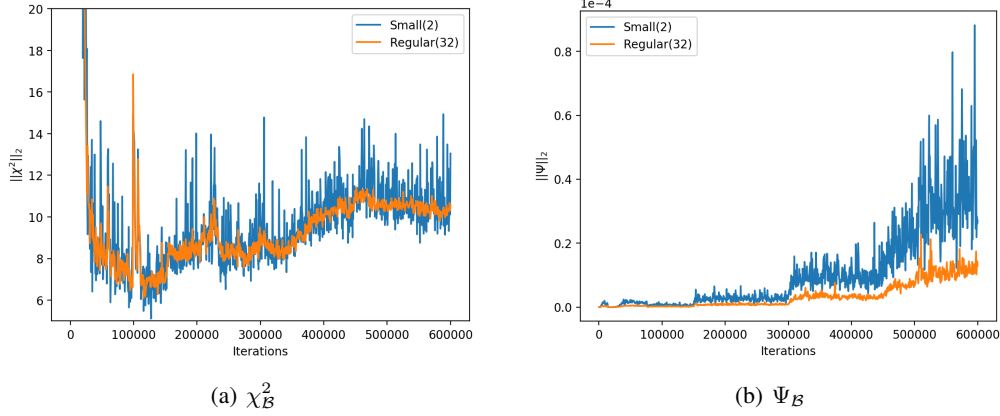 1e−4
20
18
16
14
12
10
8
6
||χ²||₂
0
100000
200000
300000
400000
500000
600000
Iterations
Small(2)
Regular(32)
(a) χ²_ℬ
0.8
0.6
0.4
0.2
0.0
||Ψ||₂
0
100000
200000
300000
400000
500000
600000
Iterations
Small(2)
Regular(32)
(b) Ψ_ℬ